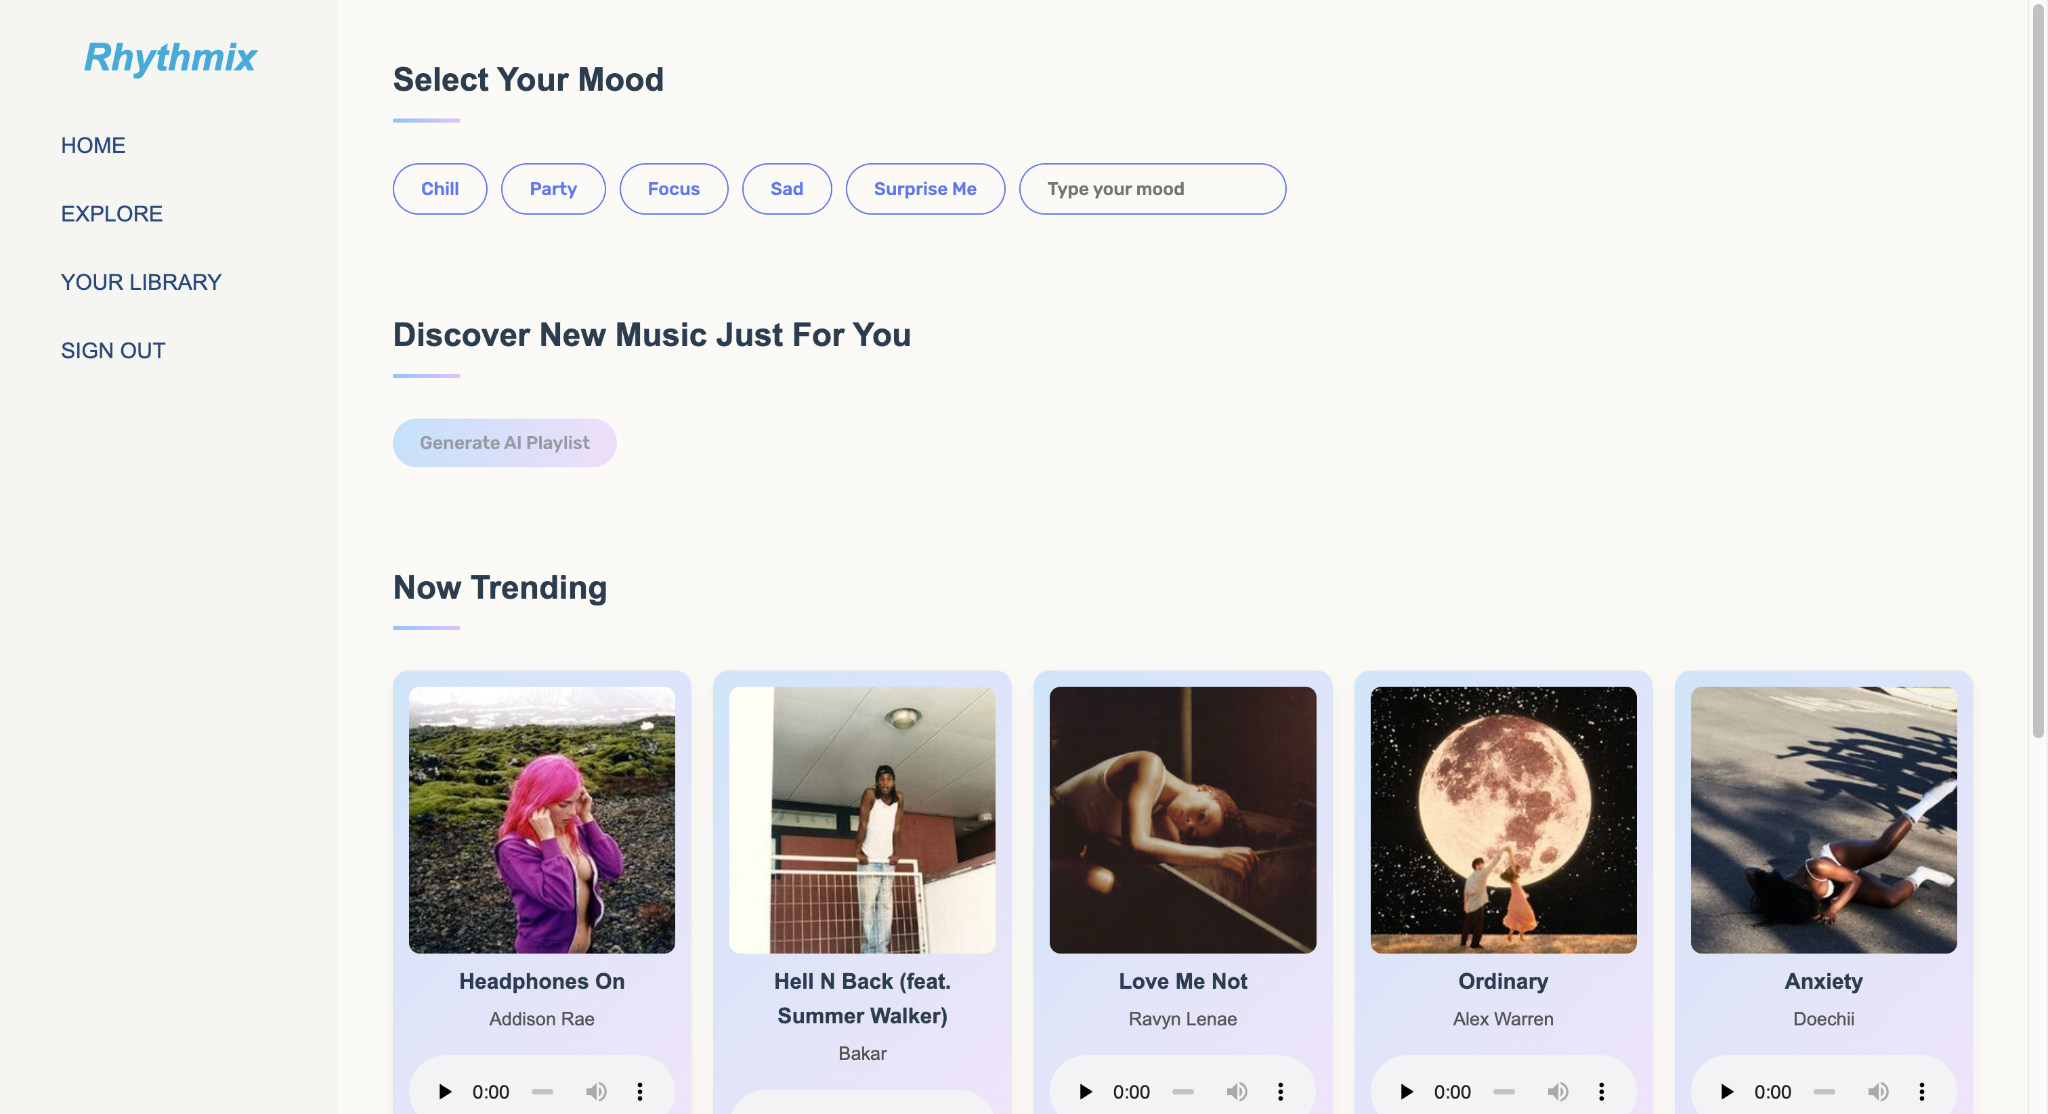 Rhythmix
HOME
EXPLORE
YOUR LIBRARY
SIGN OUT
Select Your Mood
Chill
Party
Focus
Sad
Surprise Me
Type your mood
Discover New Music Just For You
Generate AI Playlist
Now Trending
Headphones On
Addison Rae
0:00
Hell N Back (feat.
Summer Walker)
Bakar
Love Me Not
Ravyn Lenae
0:00
Ordinary
Alex Warren
0:00
Anxiety
Doechii
0:00